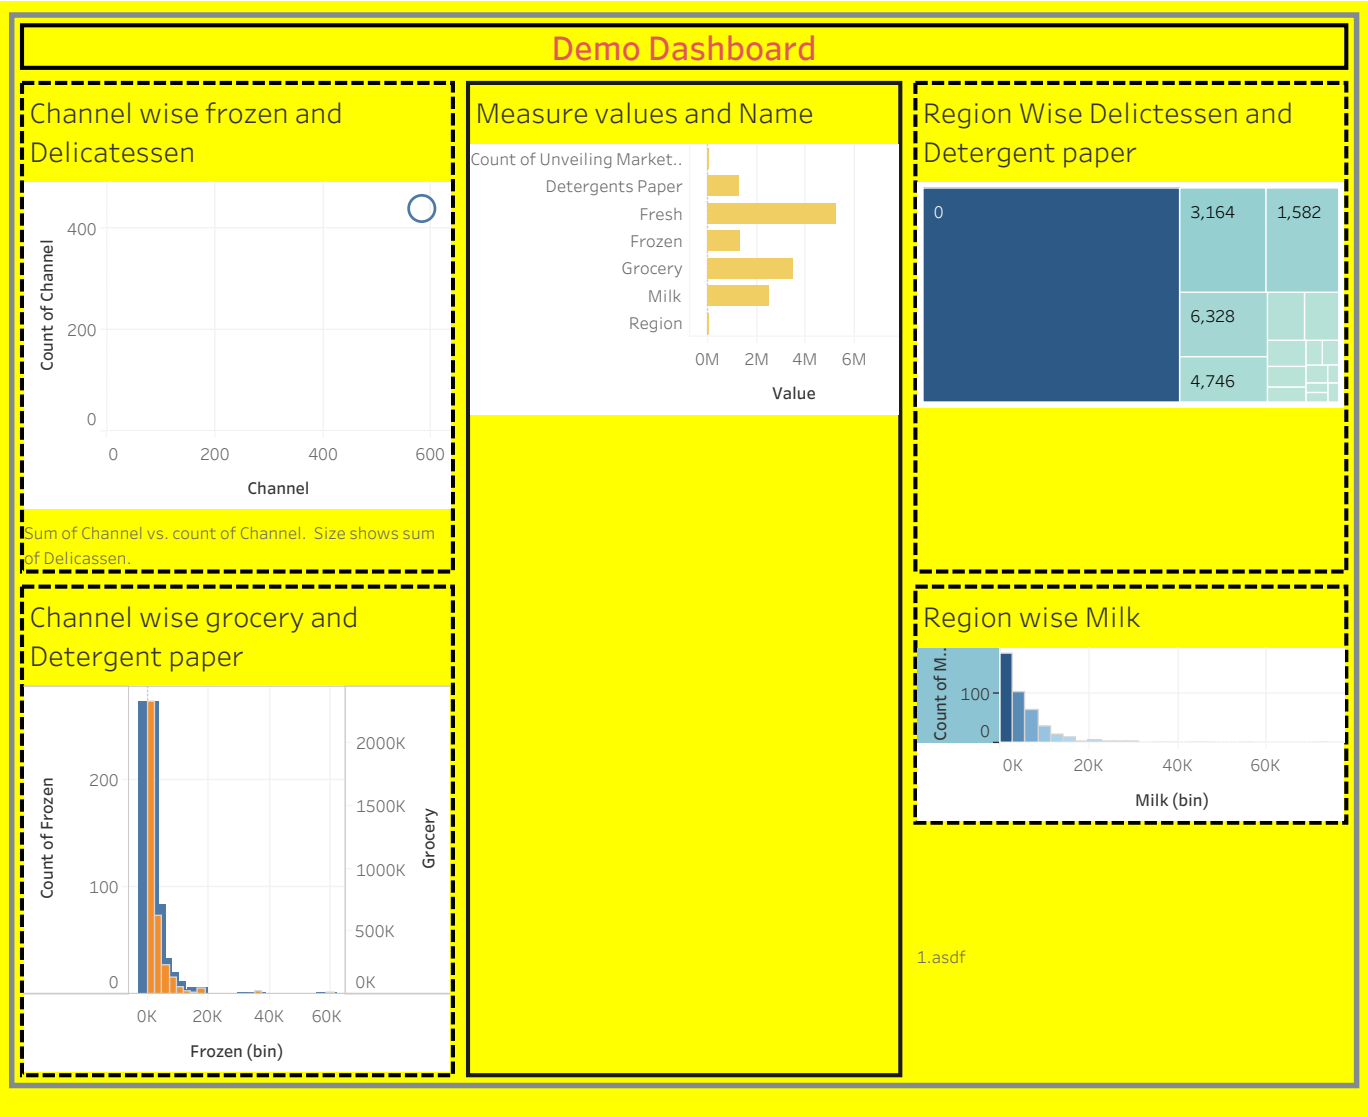 Demo Dashboard
Channel wise frozen and
Delicatessen
400
200
0
Count of Channel
0 200 400 600
Channel
Sum of Channel vs. count of Channel.  Size shows sum
of Delicassen.
Channel wise grocery and
Detergent paper
200
100
0
Count of Frozen
2000K
1500K
1000K
500K
0K
Grocery
0K 20K 40K 60K
Frozen (bin)
Measure values and Name
Count of Unveiling Market..
Detergents Paper
Fresh
Frozen
Grocery
Milk
Region
0M 2M 4M 6M
Value
Region Wise Delictessen and
Detergent paper
0
3,164
1,582
6,328
4,746
Region wise Milk
Count of M..
100
0
0K 20K 40K 60K
Milk (bin)
1.asdf